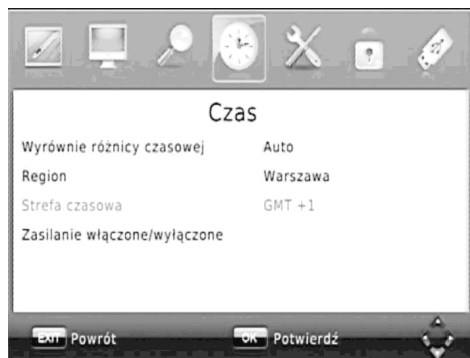 Czas
Wyrównie różnicy czasowej Auto
Region Warszawa
Strefa czasowa GMT +1
Zasilanie włączone/wyłączone
EXIT Powrót OK Potwierdź